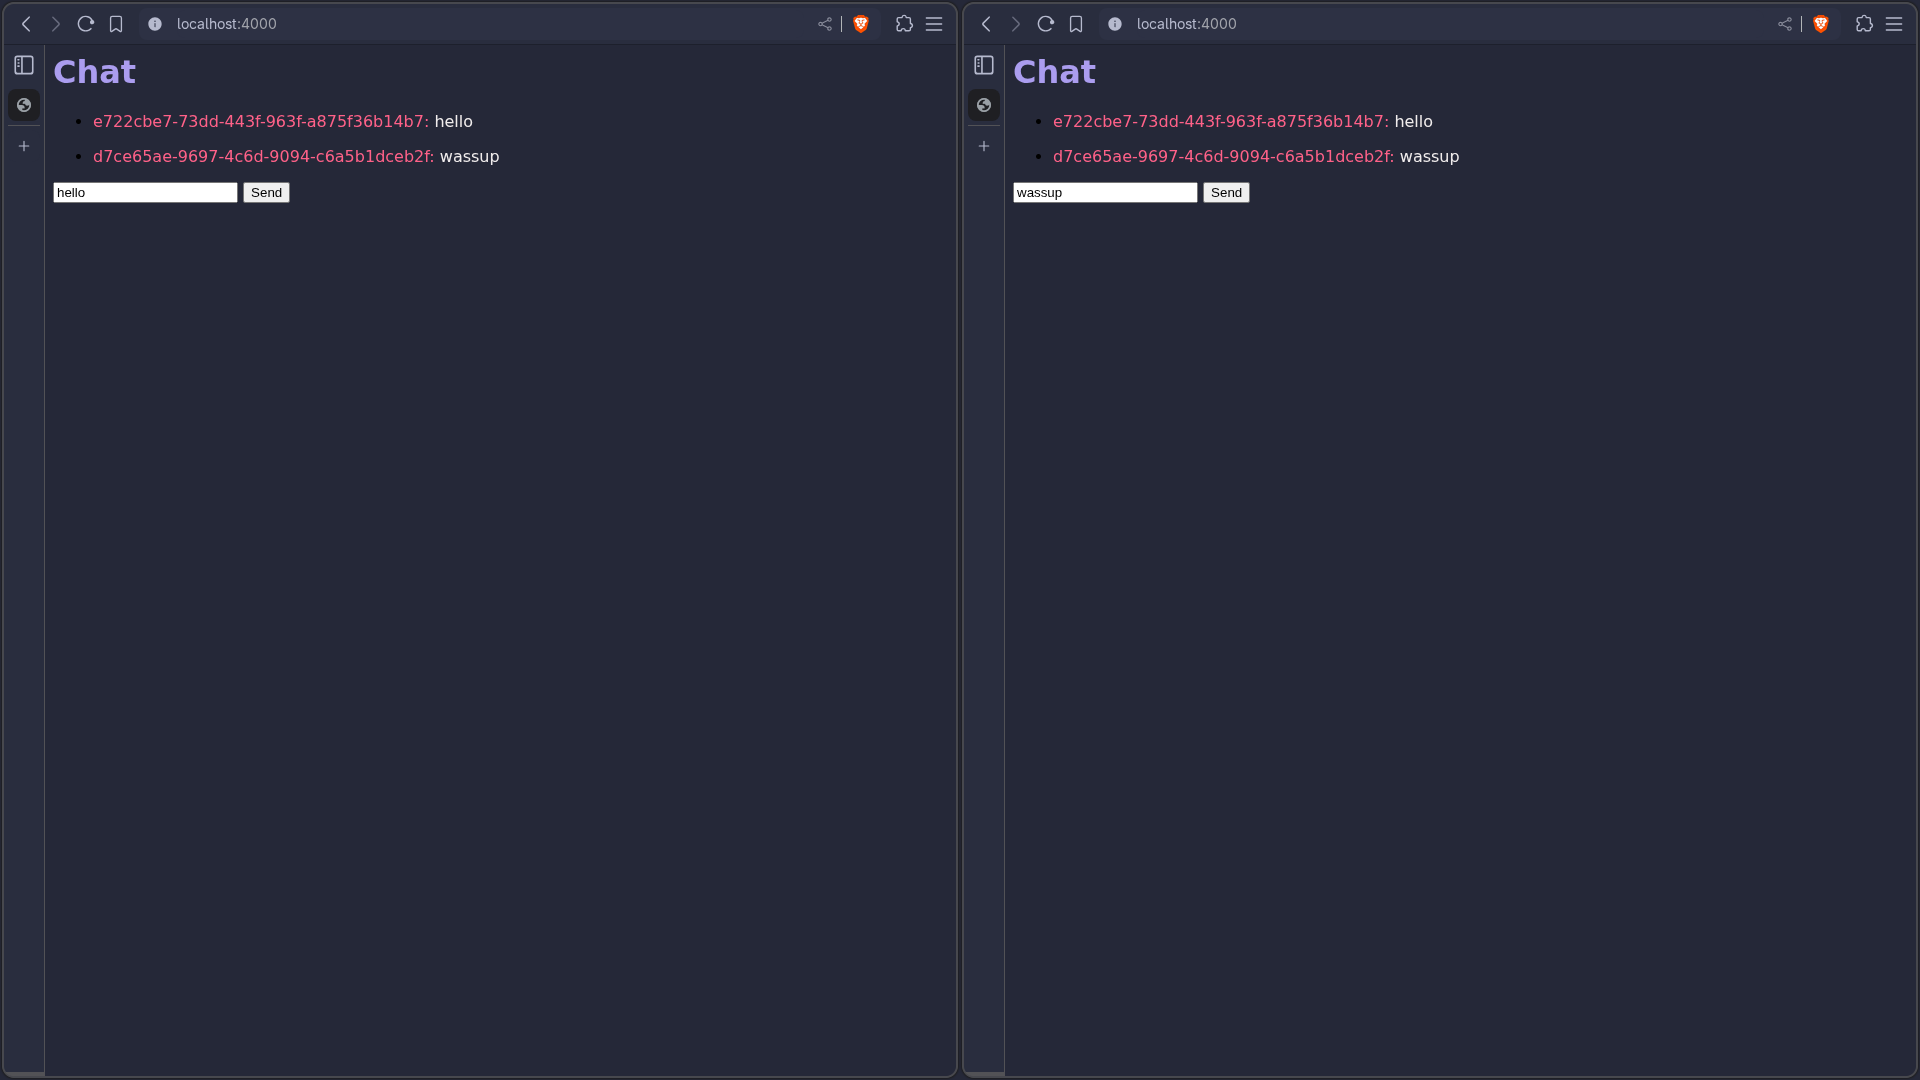 localhost:4000
Chat
e722cbe7-73dd-443f-963f-a875f36b14b7: hello
d7ce65ae-9697-4c6d-9094-c6a5b1dceb2f: wassup
hello Send
localhost:4000
Chat
e722cbe7-73dd-443f-963f-a875f36b14b7: hello
d7ce65ae-9697-4c6d-9094-c6a5b1dceb2f: wassup
wassup Send